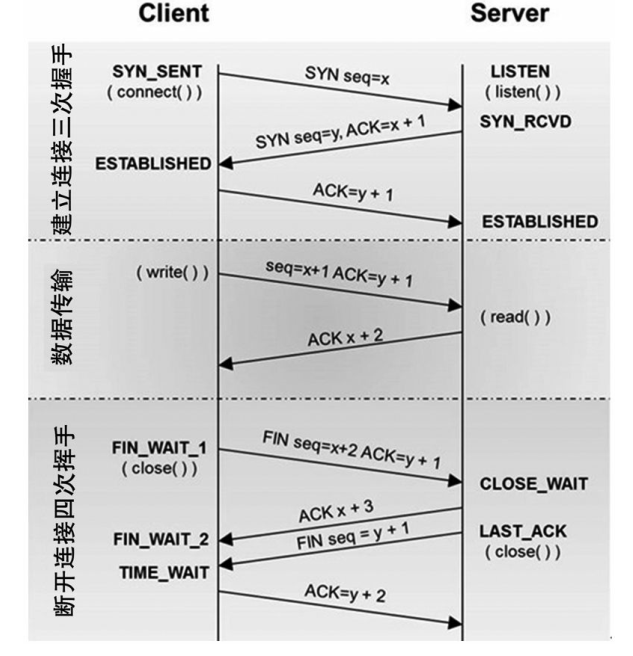 Client
Server
建立连接三次握手
SYN_SENT
( connect( ) )
SYN seq=x
LISTEN
( listen( ) )
SYN_RCVD
SYN seq=y, ACK=x + 1
ESTABLISHED
ACK=y + 1
ESTABLISHED
数据传输
( write( ) )
seq=x+1 ACK=y + 1
( read( ) )
ACK x + 2
断开连接四次挥手
FIN_WAIT_1
( close( ) )
FIN seq=x+2 ACK=y + 1
CLOSE_WAIT
ACK x + 3
FIN_WAIT_2
FIN seq = y + 1
LAST_ACK
( close( ) )
TIME_WAIT
ACK=y + 2